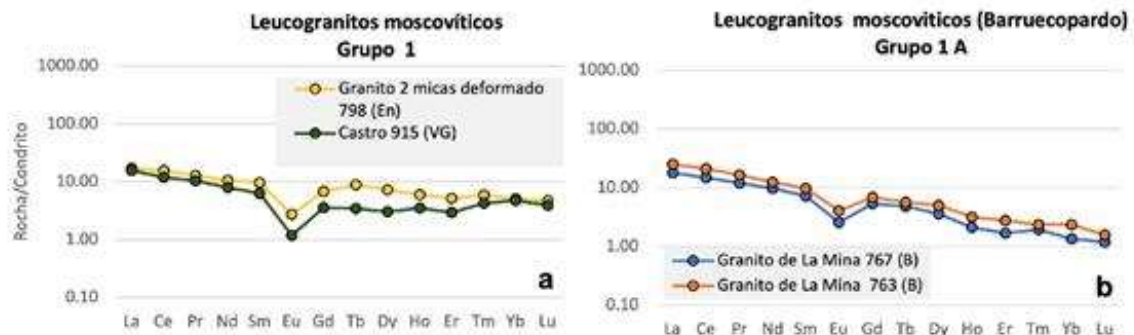 Leucogranitos moscovíticos
Grupo 1
1000.00
100.00
10.00
1.00
0.10
Rocha/Condrito
Granito 2 micas deformado
798 (En)
Castro 915 (VG)
a
La Ce Pr Nd Sm Eu Gd Tb Dy Ho Er Tm Yb Lu
Leucogranitos moscoviticos (Barruecopardo)
Grupo 1 A
1000.00
100.00
10.00
1.00
0.10
Granito de La Mina 767 (B)
Granito de La Mina 763 (B)
b
La Ce Pr Nd Sm Eu Gd Tb Dy Ho Er Tm Yb Lu